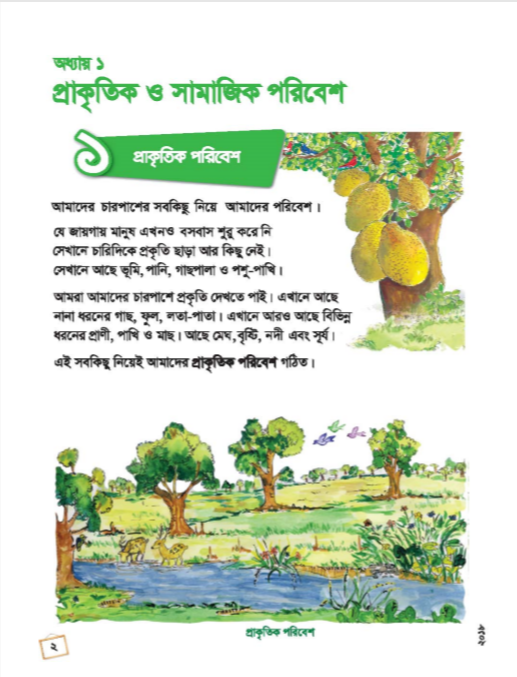 অধ্যায় ১
প্রাকৃতিক ও সামাজিক পরিবেশ
১ প্রাকৃতিক পরিবেশ
আমাদের চারপাশের সবকিছু নিয়ে আমাদের পরিবেশ।
যে জায়গায় মানুষ এখনও বসবাস শুরু করে নি
সেখানে চারিদিকে প্রকৃতি ছাড়া আর কিছু নেই।
সেখানে আছে ভূমি, পানি, গাছপালা ও পশু-পাখি।
আমরা আমাদের চারপাশে প্রকৃতি দেখতে পাই। এখানে আছে
নানা ধরনের গাছ, ফুল, লতা-পাতা। এখানে আরও আছে বিভিন্ন
ধরনের প্রাণী, পাখি ও মাছ। আছে মেঘ, বৃষ্টি, নদী এবং সূর্য।
এই সবকিছু নিয়েই আমাদের প্রাকৃতিক পরিবেশ গঠিত।
প্রাকৃতিক পরিবেশ
২
২০১৮